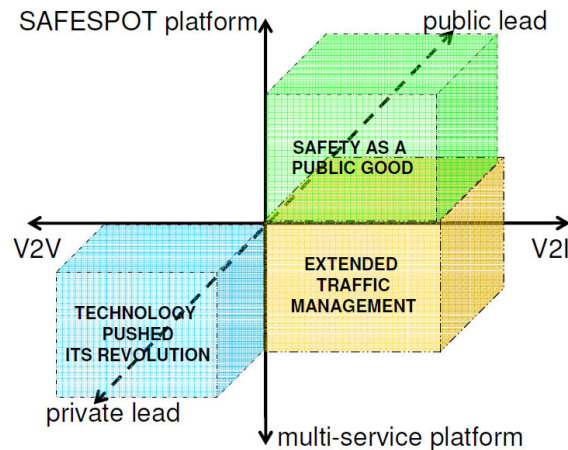 SAFESPOT platform
public lead
SAFETY AS A
PUBLIC GOOD
V2V
V2I
EXTENDED
TRAFFIC
MANAGEMENT
TECHNOLOGY
PUSHED
ITS REVOLUTION
private lead
multi-service platform